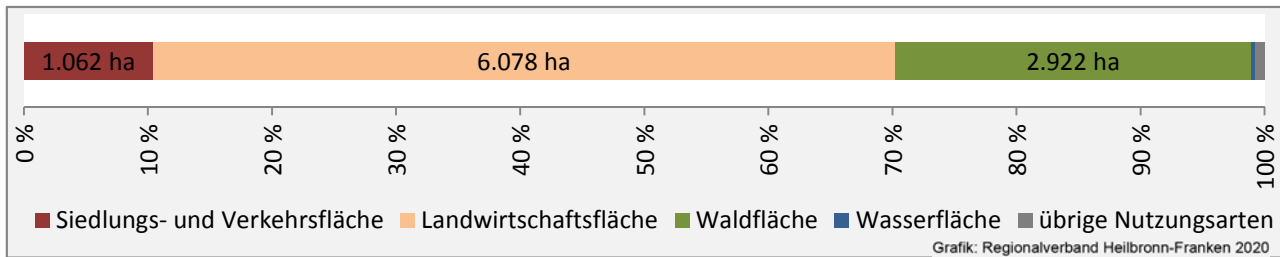 1.062 ha 6.078 ha 2.922 ha
0 % 10 % 20 % 30 % 40 % 50 % 60 % 70 % 80 % 90 % 100 %
Siedlungs- und Verkehrsfläche Landwirtschaftsfläche Waldfläche Wasserfläche übrige Nutzungsarten
Grafik: Regionalverband Heilbronn-Franken 2020